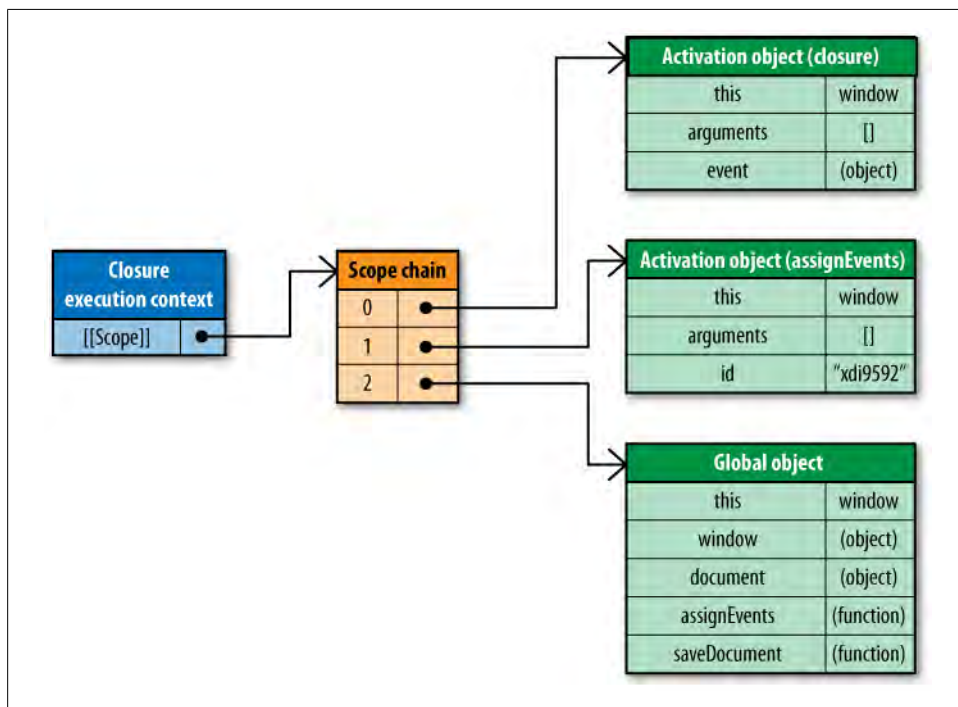 Closure
execution context
[[Scope]]
Scope chain
0
1
2
Activation object (closure)
this window
arguments []
event (object)
Activation object (assignEvents)
this window
arguments []
id "xdi9592"
Global object
this window
window (object)
document (object)
assignEvents (function)
saveDocument (function)